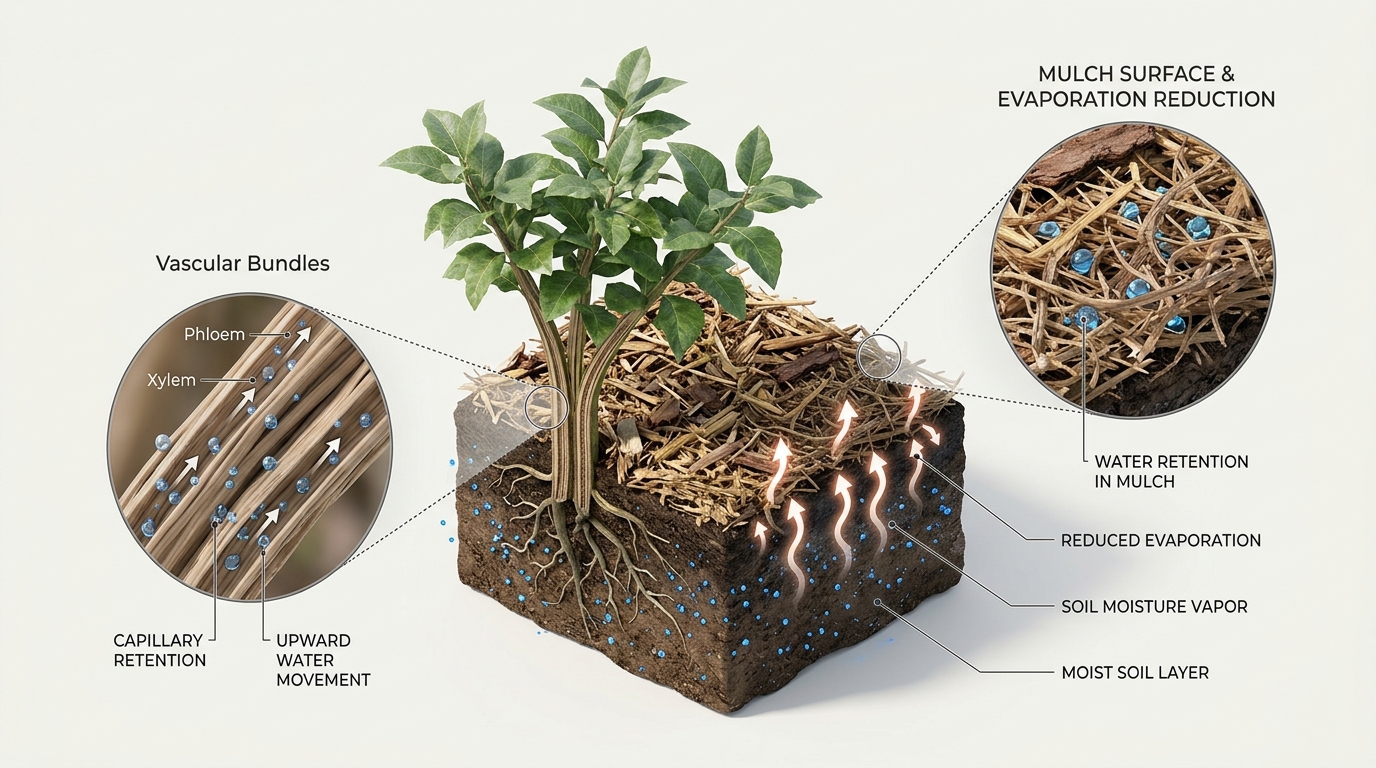 MULCH SURFACE &
EVAPORATION REDUCTION
Vascular Bundles
Phloem
Xylem
WATER RETENTION
IN MULCH
REDUCED EVAPORATION
SOIL MOISTURE VAPOR
CAPILLARY
RETENTION
UPWARD
WATER
MOVEMENT
MOIST SOIL LAYER